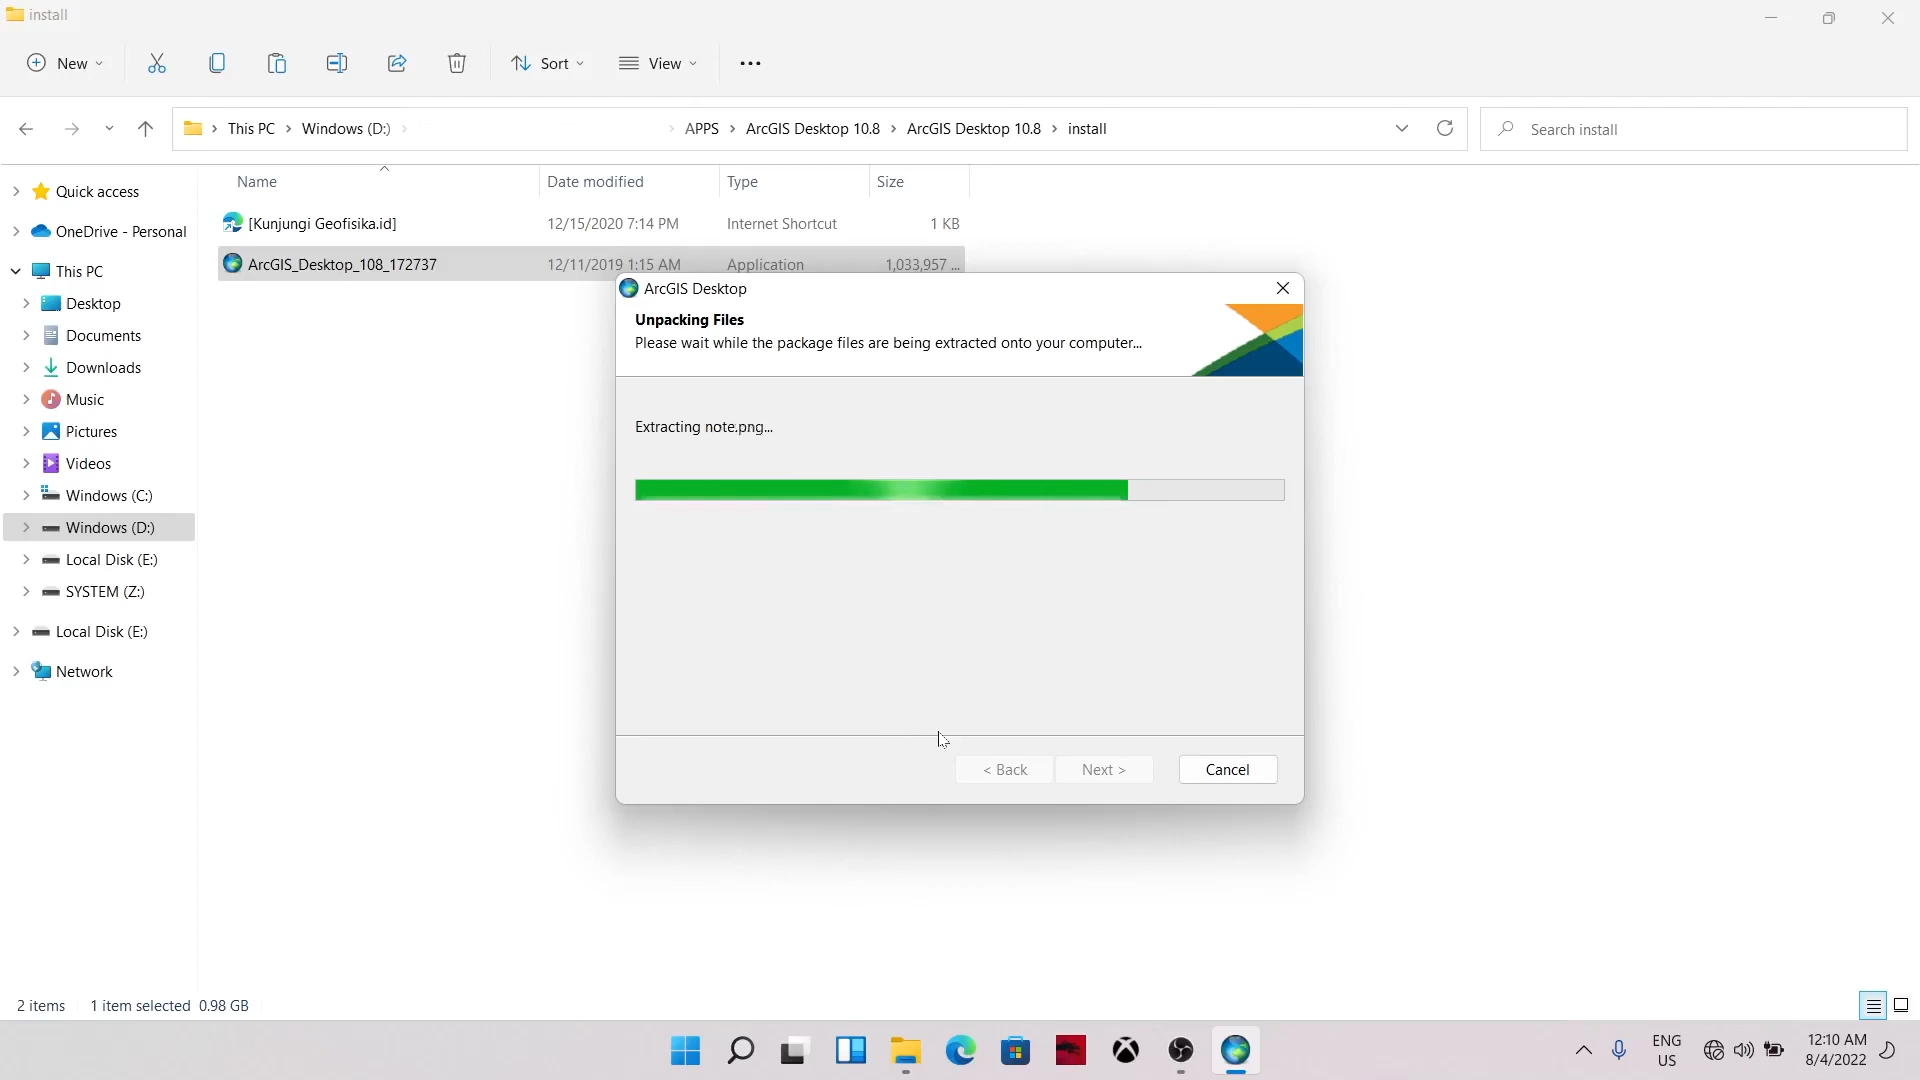 install
New
Sort
View
This PC
Windows (D:)
APPS
ArcGIS Desktop 10.8
ArcGIS Desktop 10.8
install
Search install
Name
Date modified
Type
Size
[Kunjungi Geofisika.id]
12/15/2020 7:14 PM
Internet Shortcut
1 KB
ArcGIS_Desktop_108_172737
12/11/2019 1:15 AM
Application
1,033,957 ...
Quick access
OneDrive - Personal
This PC
Desktop
Documents
Downloads
Music
Pictures
Videos
Windows (C:)
Windows (D:)
Local Disk (E:)
SYSTEM (Z:)
Local Disk (E:)
Network
ArcGIS Desktop
Unpacking Files
Please wait while the package files are being extracted onto your computer...
Extracting note.png...
< Back
Next >
Cancel
2 items
1 item selected 0.98 GB
ENG
US
12:10 AM
8/4/2022